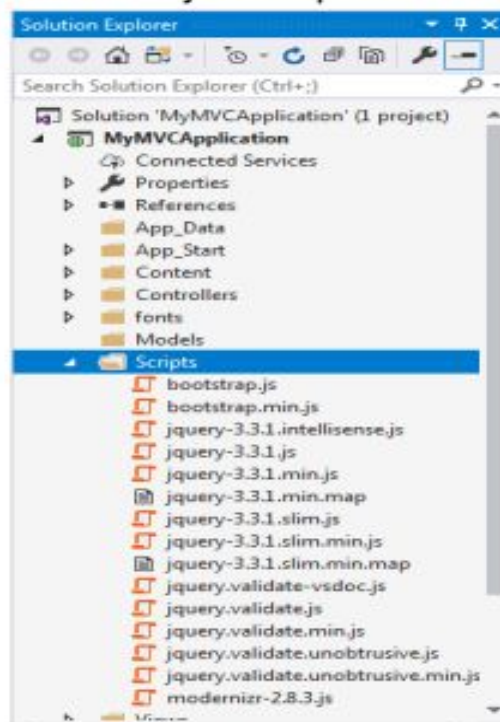 Solution Explorer
Search Solution Explorer (Ctrl+;)
Solution 'MyMVCApplication' (1 project)
MyMVCApplication
Connected Services
Properties
References
App_Data
App_Start
Content
Controllers
fonts
Models
Scripts
bootstrap.js
bootstrap.min.js
jquery-3.3.1.intellisense.js
jquery-3.3.1.js
jquery-3.3.1.min.js
jquery-3.3.1.min.map
jquery-3.3.1.slim.js
jquery-3.3.1.slim.min.js
jquery-3.3.1.slim.min.map
jquery.validate-vsdoc.js
jquery.validate.js
jquery.validate.min.js
jquery.validate.unobtrusive.js
jquery.validate.unobtrusive.min.js
modernizr-2.8.3.js